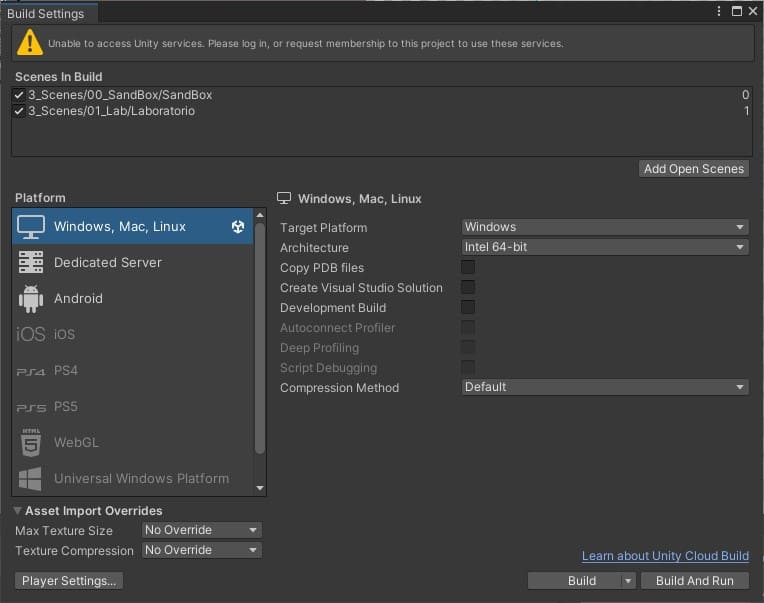 Build Settings
Unable to access Unity services. Please log in, or request membership to this project to use these services.
Scenes In Build
3_Scenes/00_SandBox/SandBox 0
3_Scenes/01_Lab/Laboratorio 1
Add Open Scenes
Platform
Windows, Mac, Linux
Dedicated Server
Android
iOS iOS
PS4 PS4
PS5 PS5
HTML 5 WebGL
Universal Windows Platform
Windows, Mac, Linux
Target Platform Windows
Architecture Intel 64-bit
Copy PDB files
Create Visual Studio Solution
Development Build
Autoconnect Profiler
Deep Profiling
Script Debugging
Compression Method Default
Asset Import Overrides
Max Texture Size No Override
Texture Compression No Override
Learn about Unity Cloud Build
Player Settings... Build Build And Run